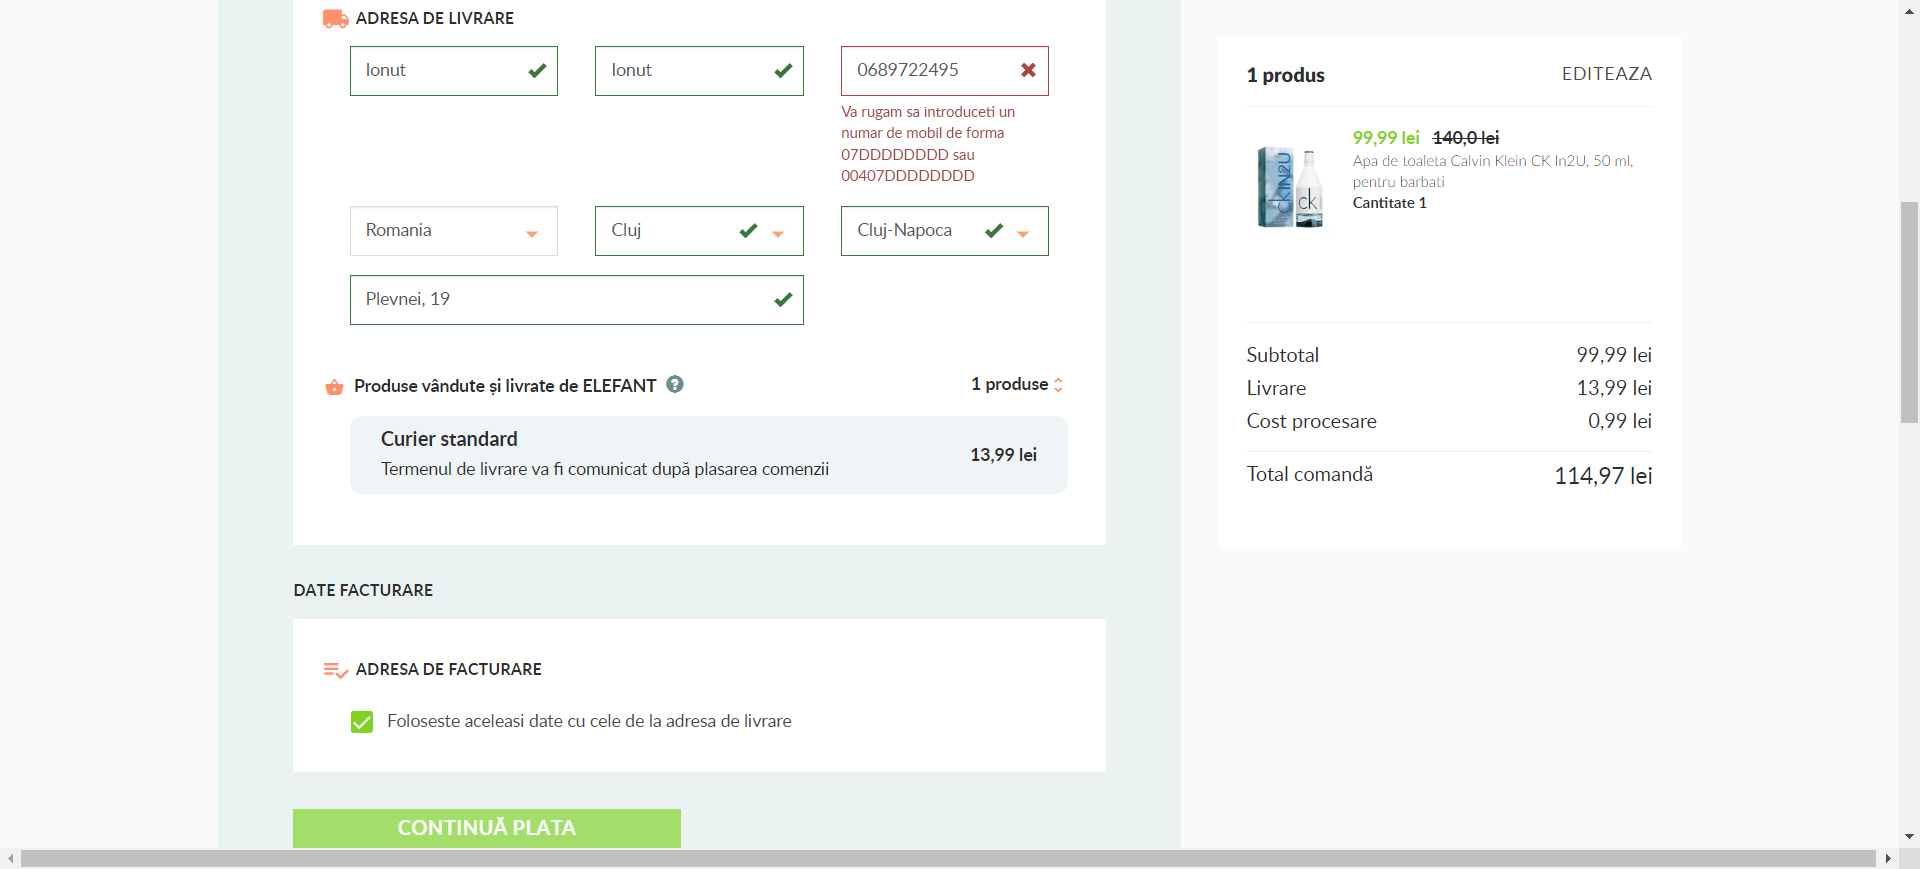 ADRESA DE LIVRARE
Ionut
Ionut
0689722495
Va rugam sa introduceti un
numar de mobil de forma
07DDDDDDDD sau
00407DDDDDDDD
Romania
Cluj
Cluj-Napoca
Plevnei, 19
Produse vândute și livrate de ELEFANT ?
1 produse
Curier standard
Termenul de livrare va fi comunicat după plasarea comenzii
13,99 lei
DATE FACTURARE
ADRESA DE FACTURARE
Foloseste aceleasi date cu cele de la adresa de livrare
CONTINUĂ PLATA
1 produs
EDITEAZA
99,99 lei 140,0 lei
Apa de toaleta Calvin Klein CK In2U, 50 ml,
pentru barbati
Cantitate 1
CKIN2U
ck
Subtotal 99,99 lei
Livrare 13,99 lei
Cost procesare 0,99 lei
Total comandă 114,97 lei